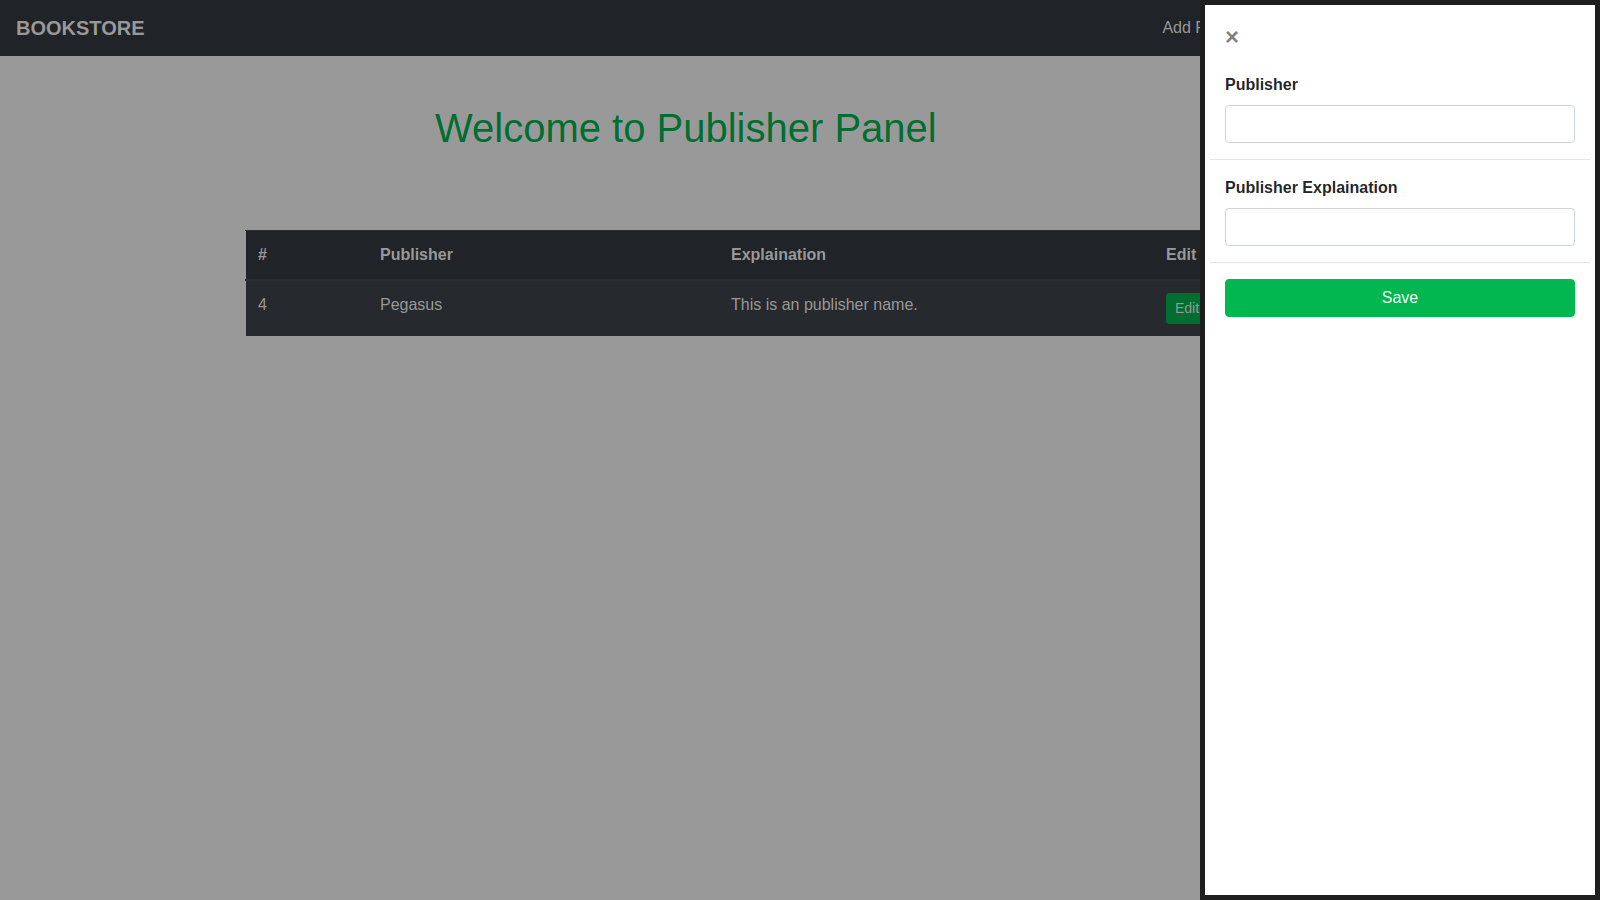 BOOKSTORE
Add
×
Publisher
Publisher Explaination
Save
Welcome to Publisher Panel
# Publisher Explaination Edit
4 Pegasus This is an publisher name. Edit